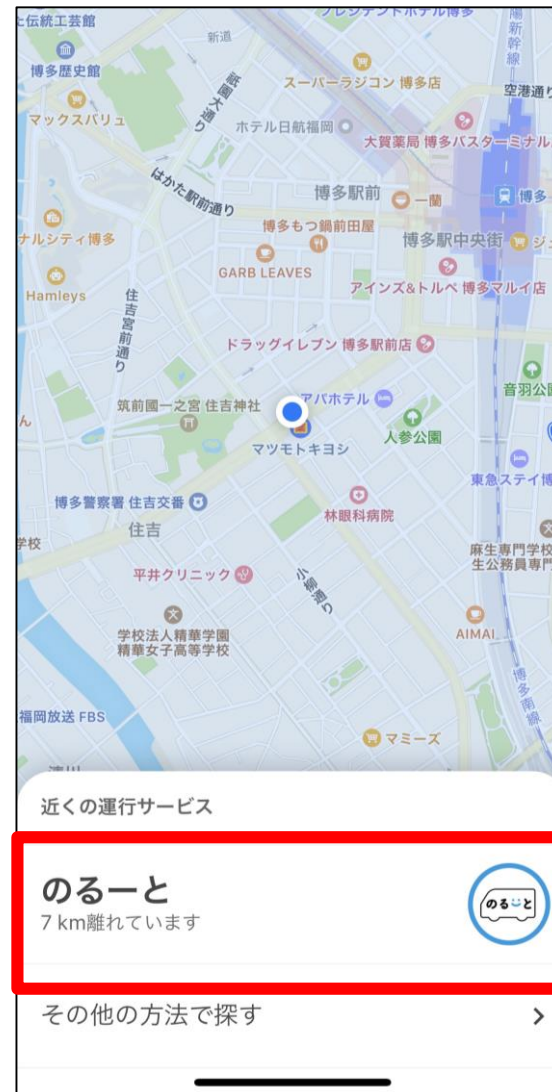 伝統工芸館
プレジデントホテル博多
新道
陽新幹線
博多歴史館
祇園大通り
スーパーラジコン 博多店
空港通り
マックスバリュ
ホテル日航福岡
大賀薬局 博多バスターミナル
はかた駅前通り
博多駅前
一蘭
博多
ナルシティ博多
博多もつ鍋前田屋
博多駅中央街
GARB LEAVES
Hamleys
アインズ&トルペ 博多マルイ店
住吉宮前通り
ドラッグイレブン 博多駅前店
音羽公
筑前國一之宮 住吉神社
アパホテル
人参公園
マツモトキヨシ
東急ステイ博
博多警察署 住吉交番
林眼科病院
住吉
学校
麻生専門学校
生公務員専門
平井クリニック
小柳通り
学校法人精華学園
精華女子高等学校
AIMAI
博多南線
福岡放送 FBS
マミーズ
近くの運行サービス
のるーと
7 km離れています
のるーと
その他の方法で探す